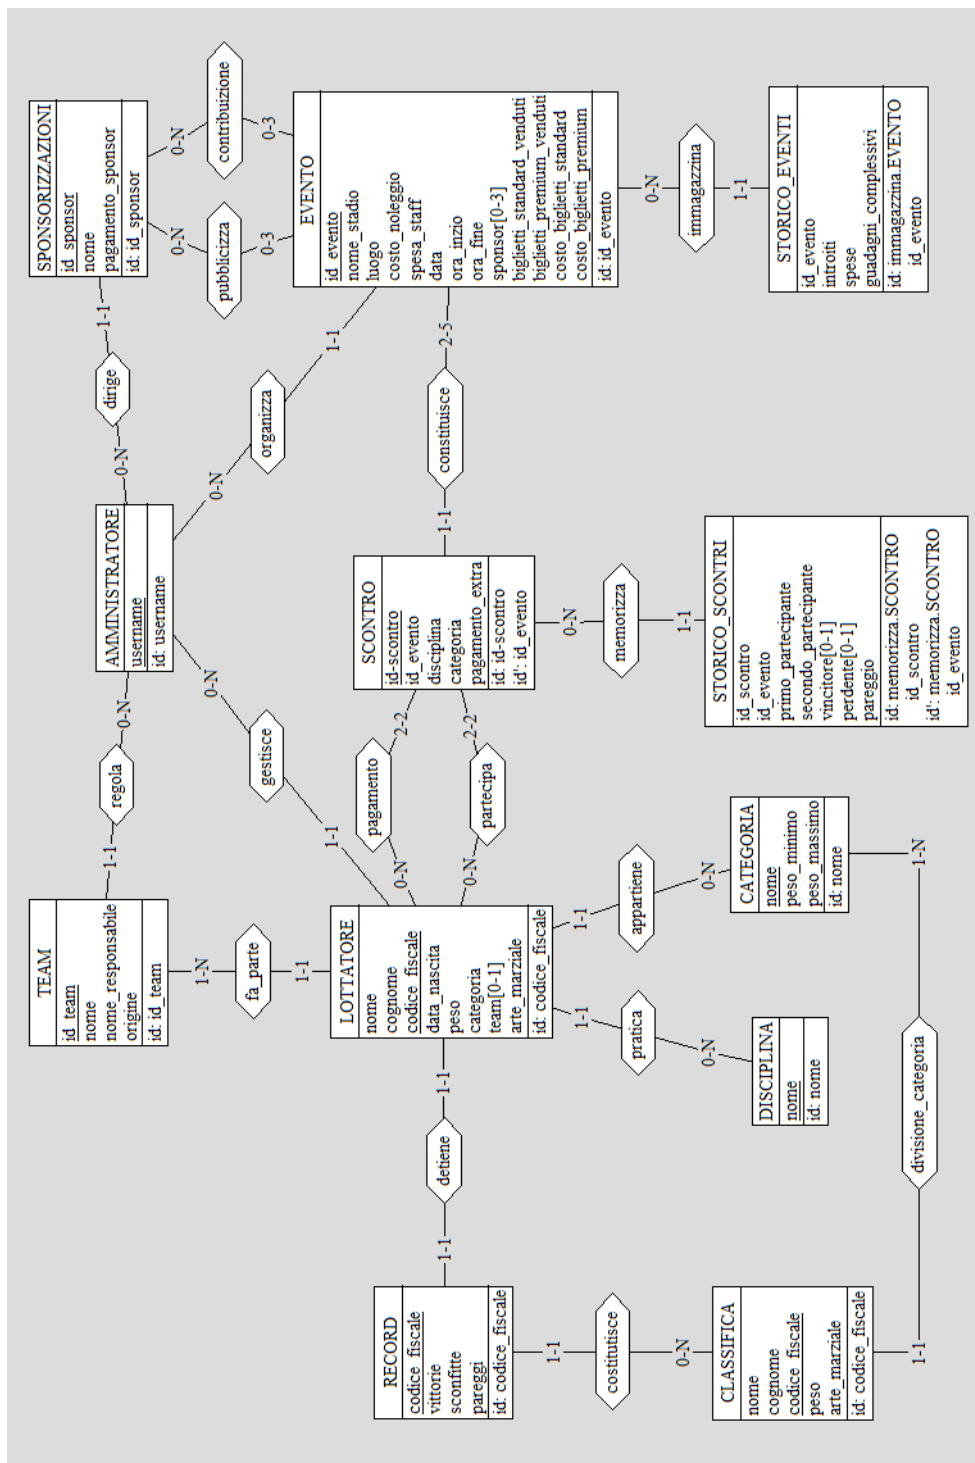 SPONSORIZZAZIONI
id_sponsor
nome
pagamento_sponsor
id: id_sponsor
0-N
contribuizione
0-3
0-N
pubblicizza
0-3
1-1
dirige
0-N
TEAM
id_team
nome
nome_responsabile
origine
id: id_team
1-1
regola
0-N
AMMINISTRATORE
username
id: username
0-N
organizza
1-1
0-N
gestisce
1-1
1-N
fa_parte
1-1
EVENTO
id_evento
nome_stadio
luogo
costo_noleggio
spesa_staff
data
ora_inzio
ora_fine
sponsor[0-3]
biglietti_standard_venduti
biglietti_premium_venduti
costo_biglietti_standard
costo_biglietti_premium
id: id_evento
LOTTATORE
nome
cognome
codice_fiscale
data_nascita
peso
categoria
team[0-1]
arte_marziale
id: codice_fiscale
0-N
pagamento
2-2
0-N
partecipa
2-2
SCONTRO
id-scontro
id_evento
disciplina
categoria
pagamento_extra
id: id-scontro
id': id_evento
1-1
constituisce
2-5
RECORD
codice_fiscale
vittorie
sconfitte
pareggi
id: codice_fiscale
1-1
detiene
1-1
1-1
costitutisce
0-N
1-1
pratica
0-N
1-1
appartiene
0-N
0-N
memorizza
1-1
0-N
immagazzina
1-1
CLASSIFICA
nome
cognome
codice_fiscale
peso
arte_marziale
id: codice_fiscale
DISCIPLINA
nome
id: nome
CATEGORIA
nome
peso_minimo
peso_massimo
id: nome
STORICO_SCONTRI
id_scontro
id_evento
primo_partecipante
secondo_partecipante
vincitore[0-1]
perdente[0-1]
pareggio
id: memorizza.SCONTRO
id_scontro
id': memorizza.SCONTRO
id_evento
STORICO_EVENTI
id_evento
introiti
spese
guadagni_complessivi
id: immagazzina.EVENTO
id_evento
1-1
divisione_categoria
1-N